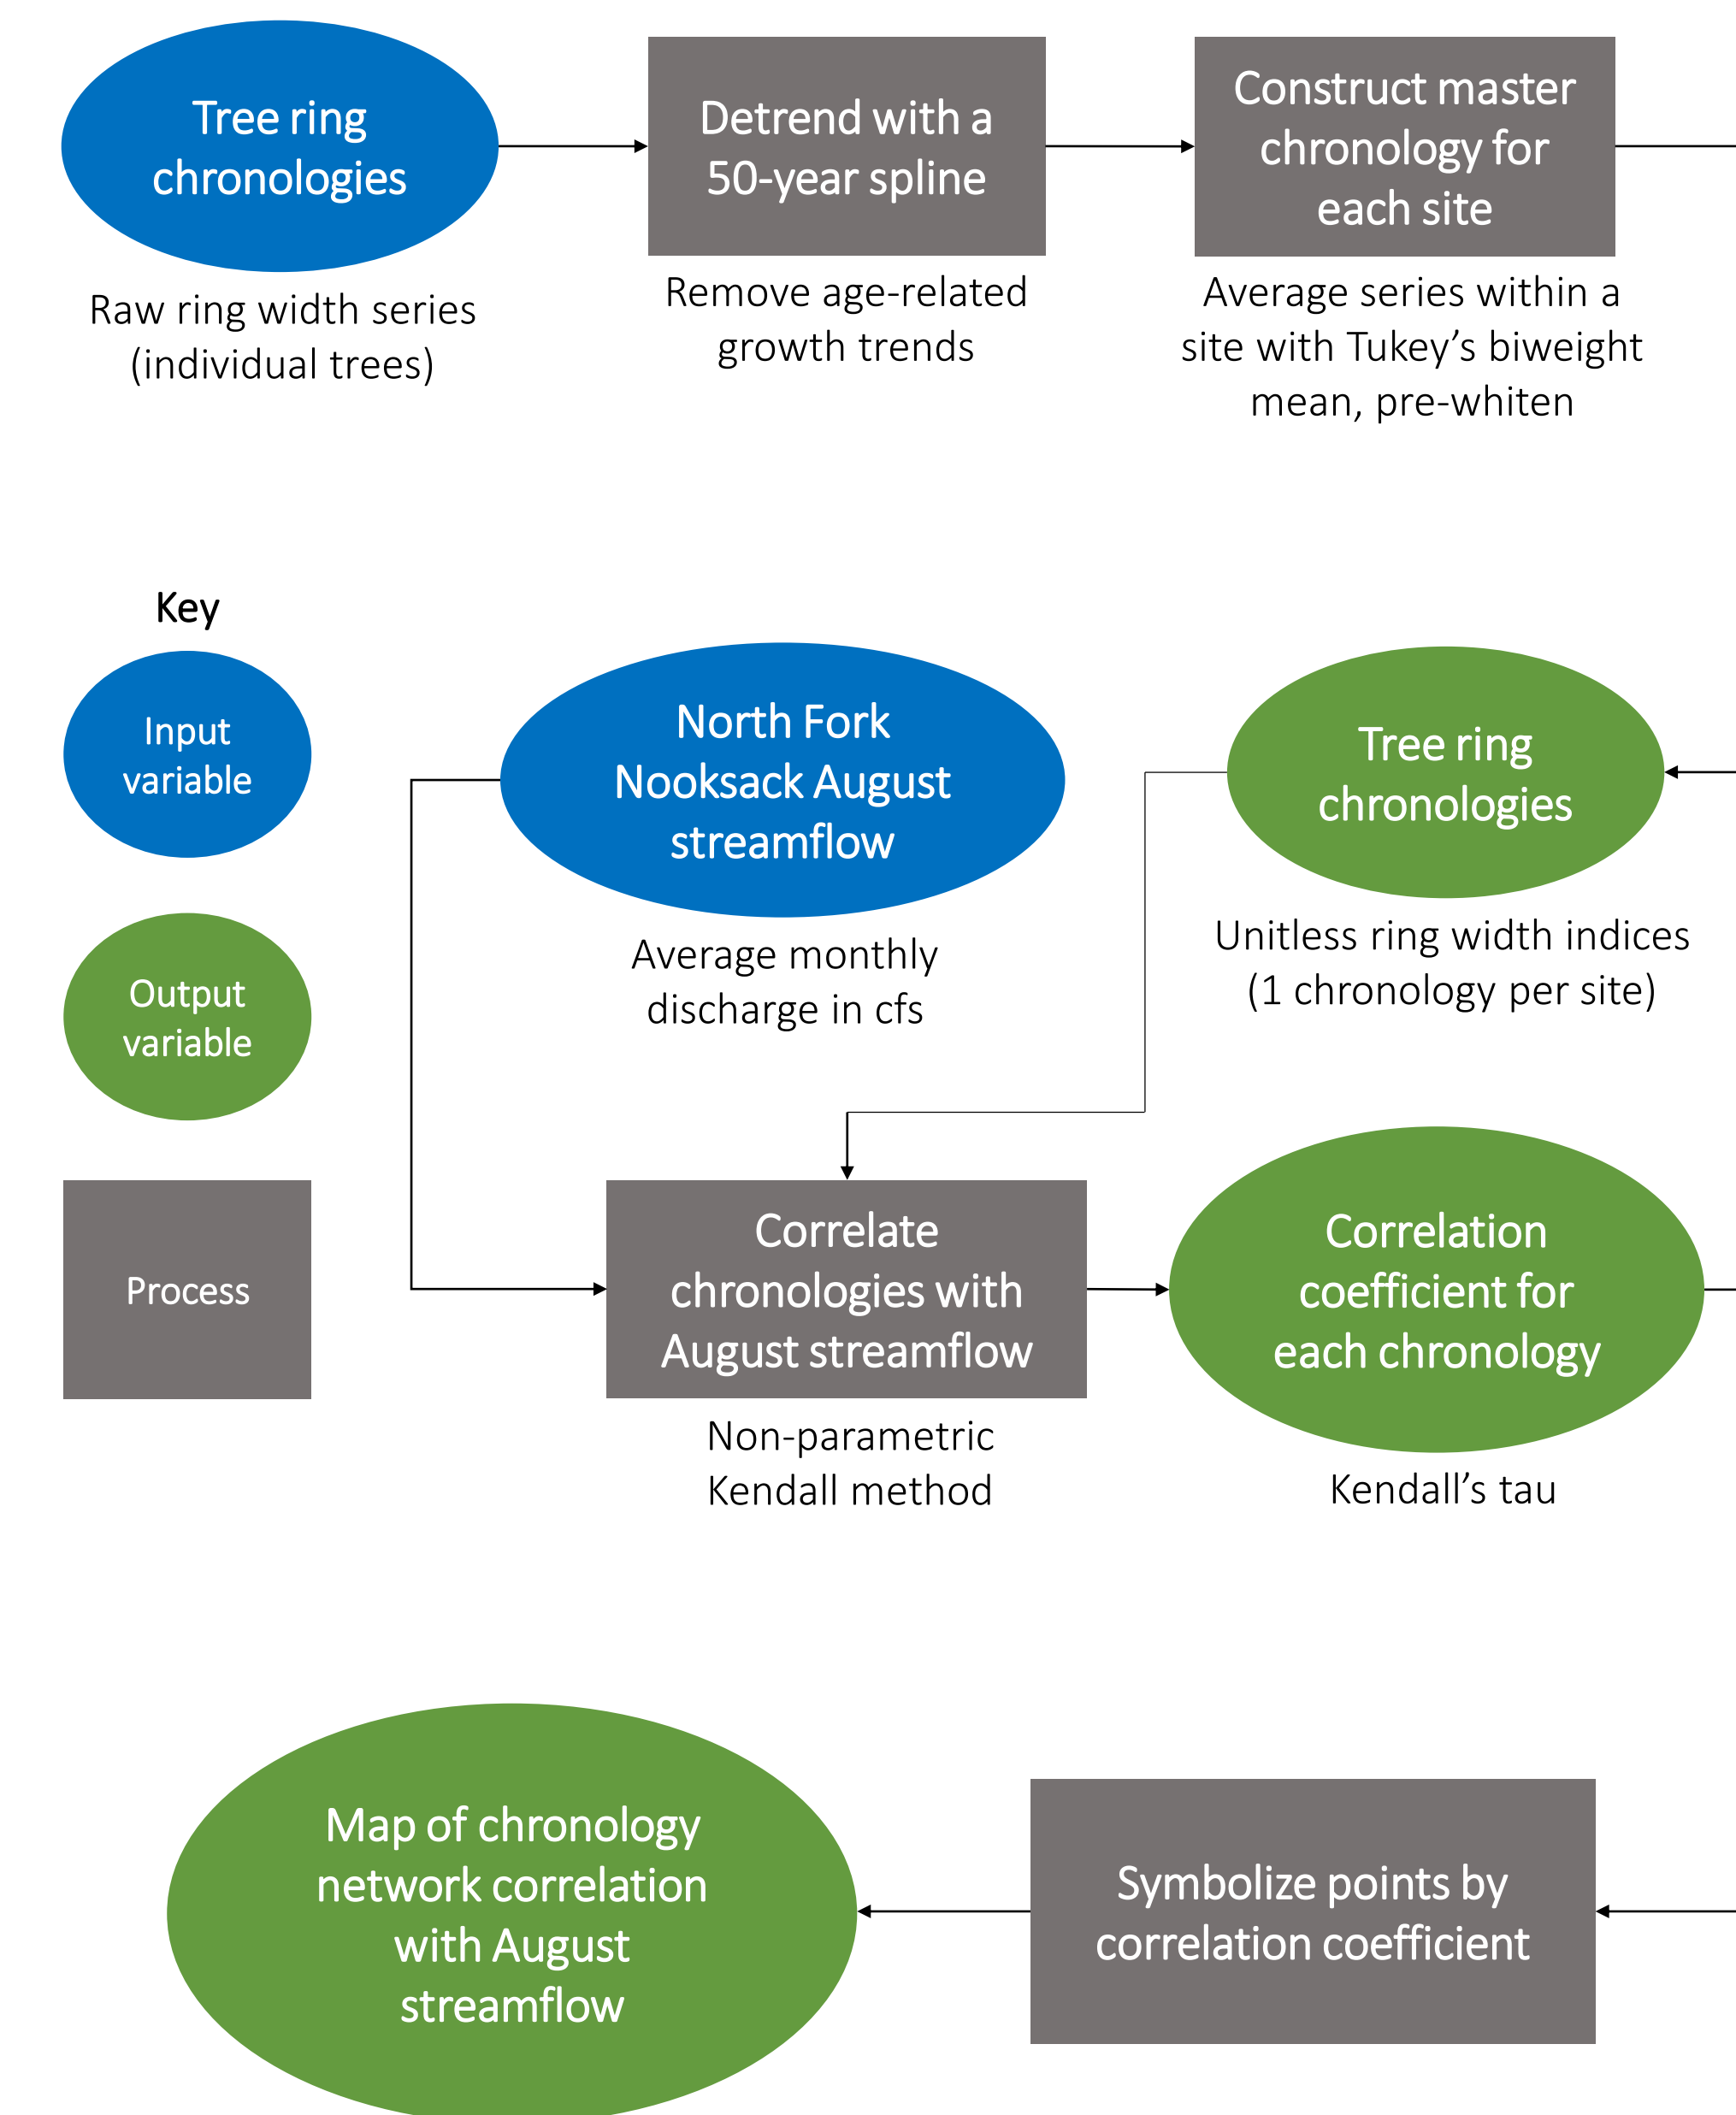 Tree ring
chronologies
Raw ring width series
(individual trees)
Detrend with a
50-year spline
Remove age-related
growth trends
Construct master
chronology for
each site
Average series within a
site with Tukey's biweight
mean, pre-whiten
Key
Input
variable
Output
variable
Process
North Fork
Nooksack August
streamflow
Average monthly
discharge in cfs
Tree ring
chronologies
Unitless ring width indices
(1 chronology per site)
Correlate
chronologies with
August streamflow
Non-parametric
Kendall method
Correlation
coefficient for
each chronology
Kendall's tau
Map of chronology
network correlation
with August
streamflow
Symbolize points by
correlation coefficient